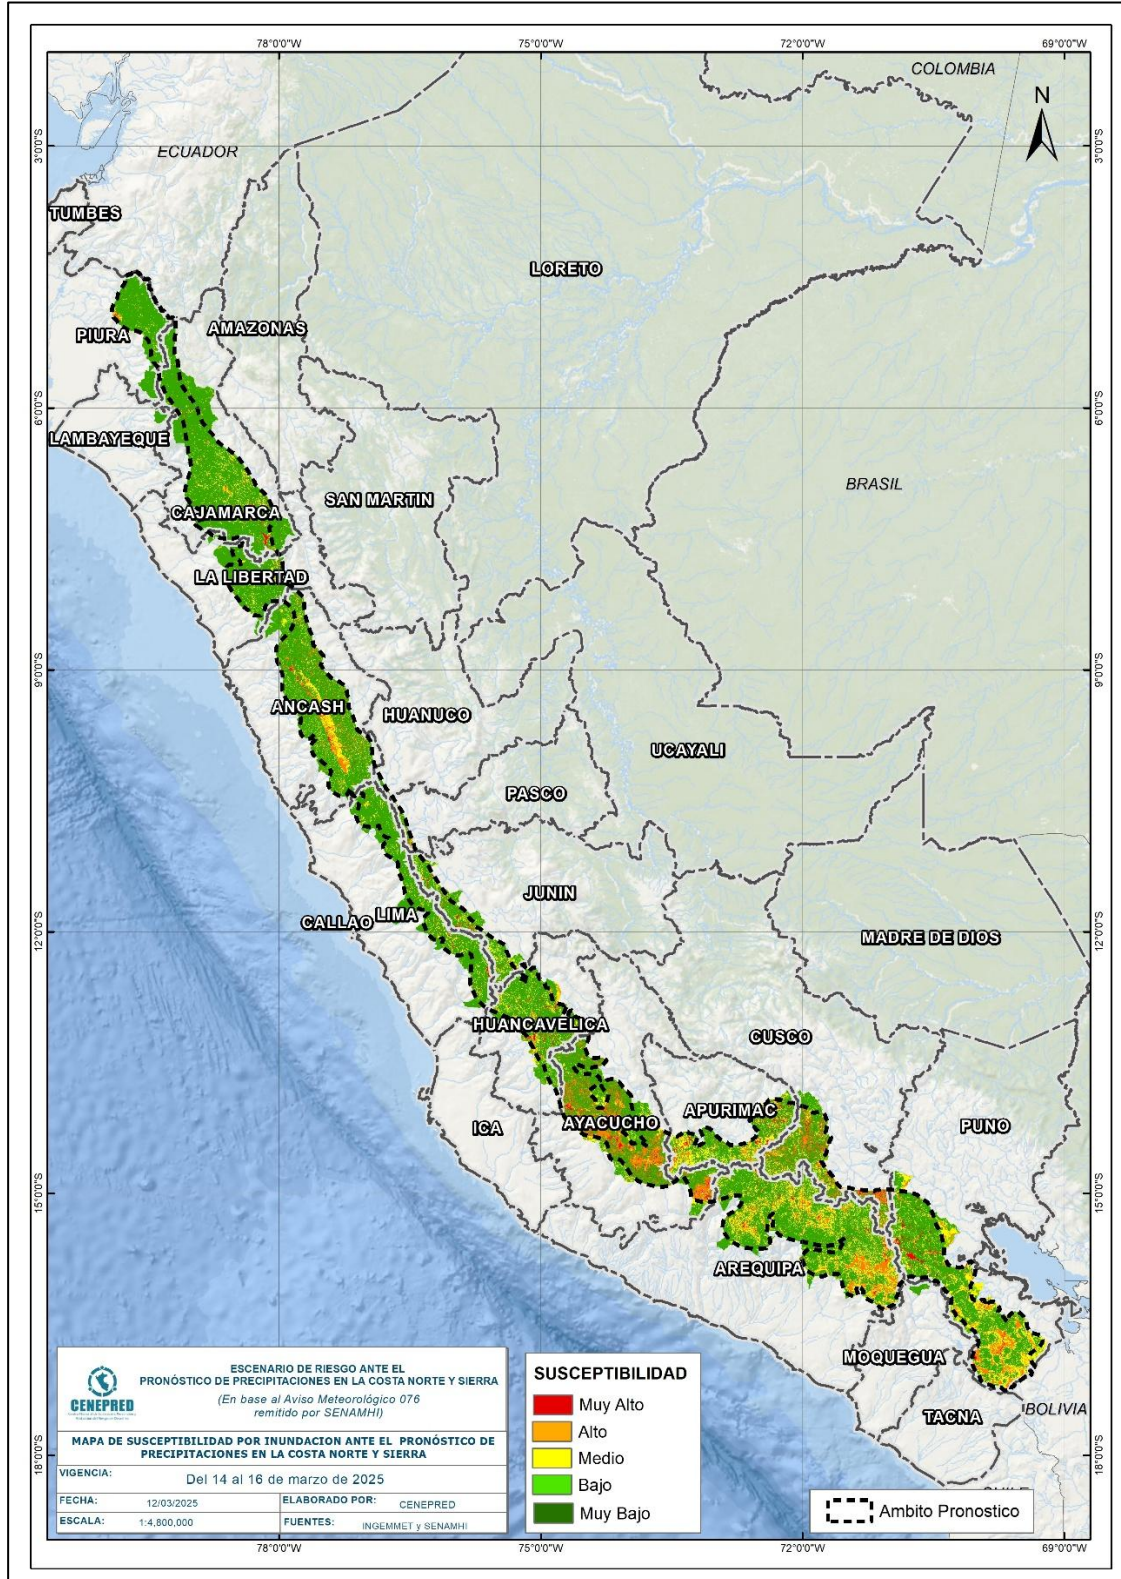 78°0'0"W
75°0'0"W
72°0'0"W
69°0'0"W
COLOMBIA
N
3°0'0"S
3°0'0"S
ECUADOR
TUMBES
LORETO
PIURA
AMAZONAS
6°0'0"S
6°0'0"S
LAMBAYEQUE
BRASIL
SAN MARTIN
CAJAMARCA
LA LIBERTAD
9°0'0"S
9°0'0"S
ANCASH
HUANUCO
UCAYALI
PASCO
JUNIN
CALLAO
LIMA
12°0'0"S
12°0'0"S
MADRE DE DIOS
HUANCAVELICA
CUSCO
APURIMAC
ICA
AYACUCHO
PUNO
15°0'0"S
15°0'0"S
AREQUIPA
MOQUEGUA
TACNA
BOLIVIA
18°0'0"S
18°0'0"S
CHILE
CENEPRED
ESCENARIO DE RIESGO ANTE EL
PRONÓSTICO DE PRECIPITACIONES EN LA COSTA NORTE Y SIERRA
(En base al Aviso Meteorológico 076
remitido por SENAMHI)
MAPA DE SUSCEPTIBILIDAD POR INUNDACION ANTE EL PRONÓSTICO DE
PRECIPITACIONES EN LA COSTA NORTE Y SIERRA
VIGENCIA: Del 14 al 16 de marzo de 2025
FECHA: 12/03/2025 ELABORADO POR: CENEPRED
ESCALA: 1:4,800,000 FUENTES: INGEMMET y SENAMHI
SUSCEPTIBILIDAD
Muy Alto
Alto
Medio
Bajo
Muy Bajo
Ambito Pronostico
78°0'0"W
75°0'0"W
72°0'0"W
69°0'0"W